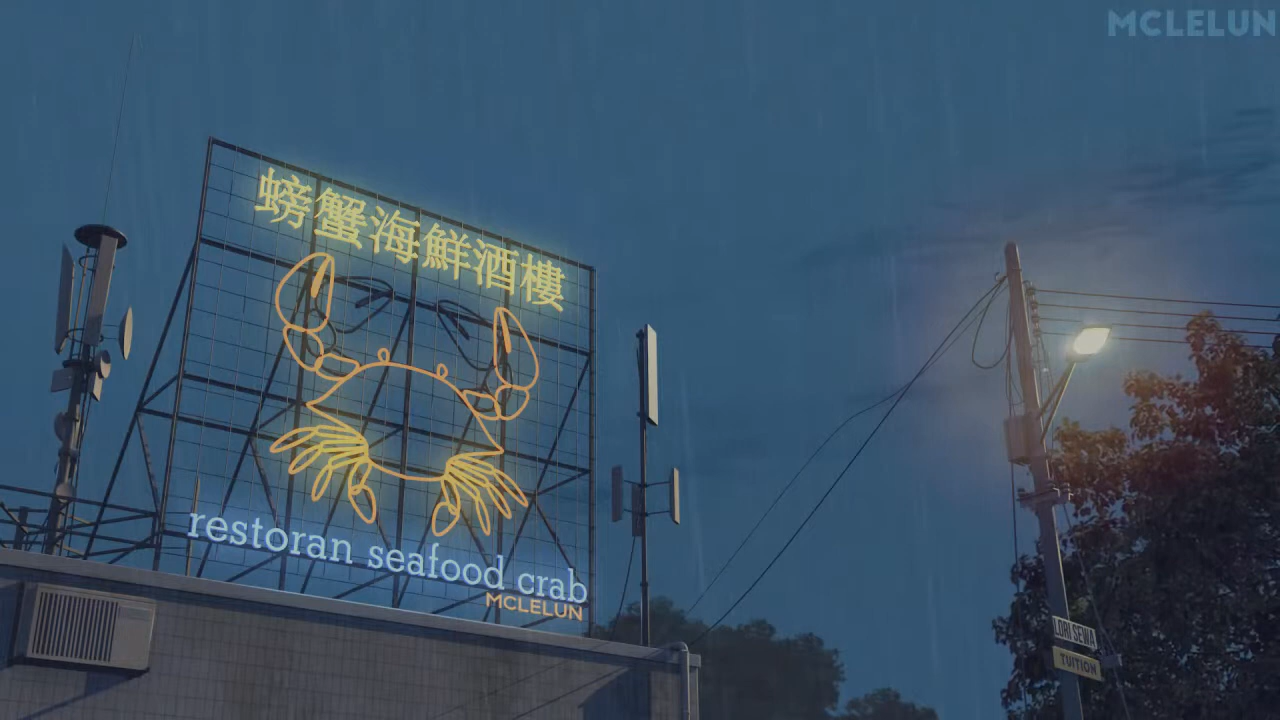 MCLELUN
螃蟹海鮮酒樓
restoran seafood crab
MCLELUN
LORI SEWA
TUITION